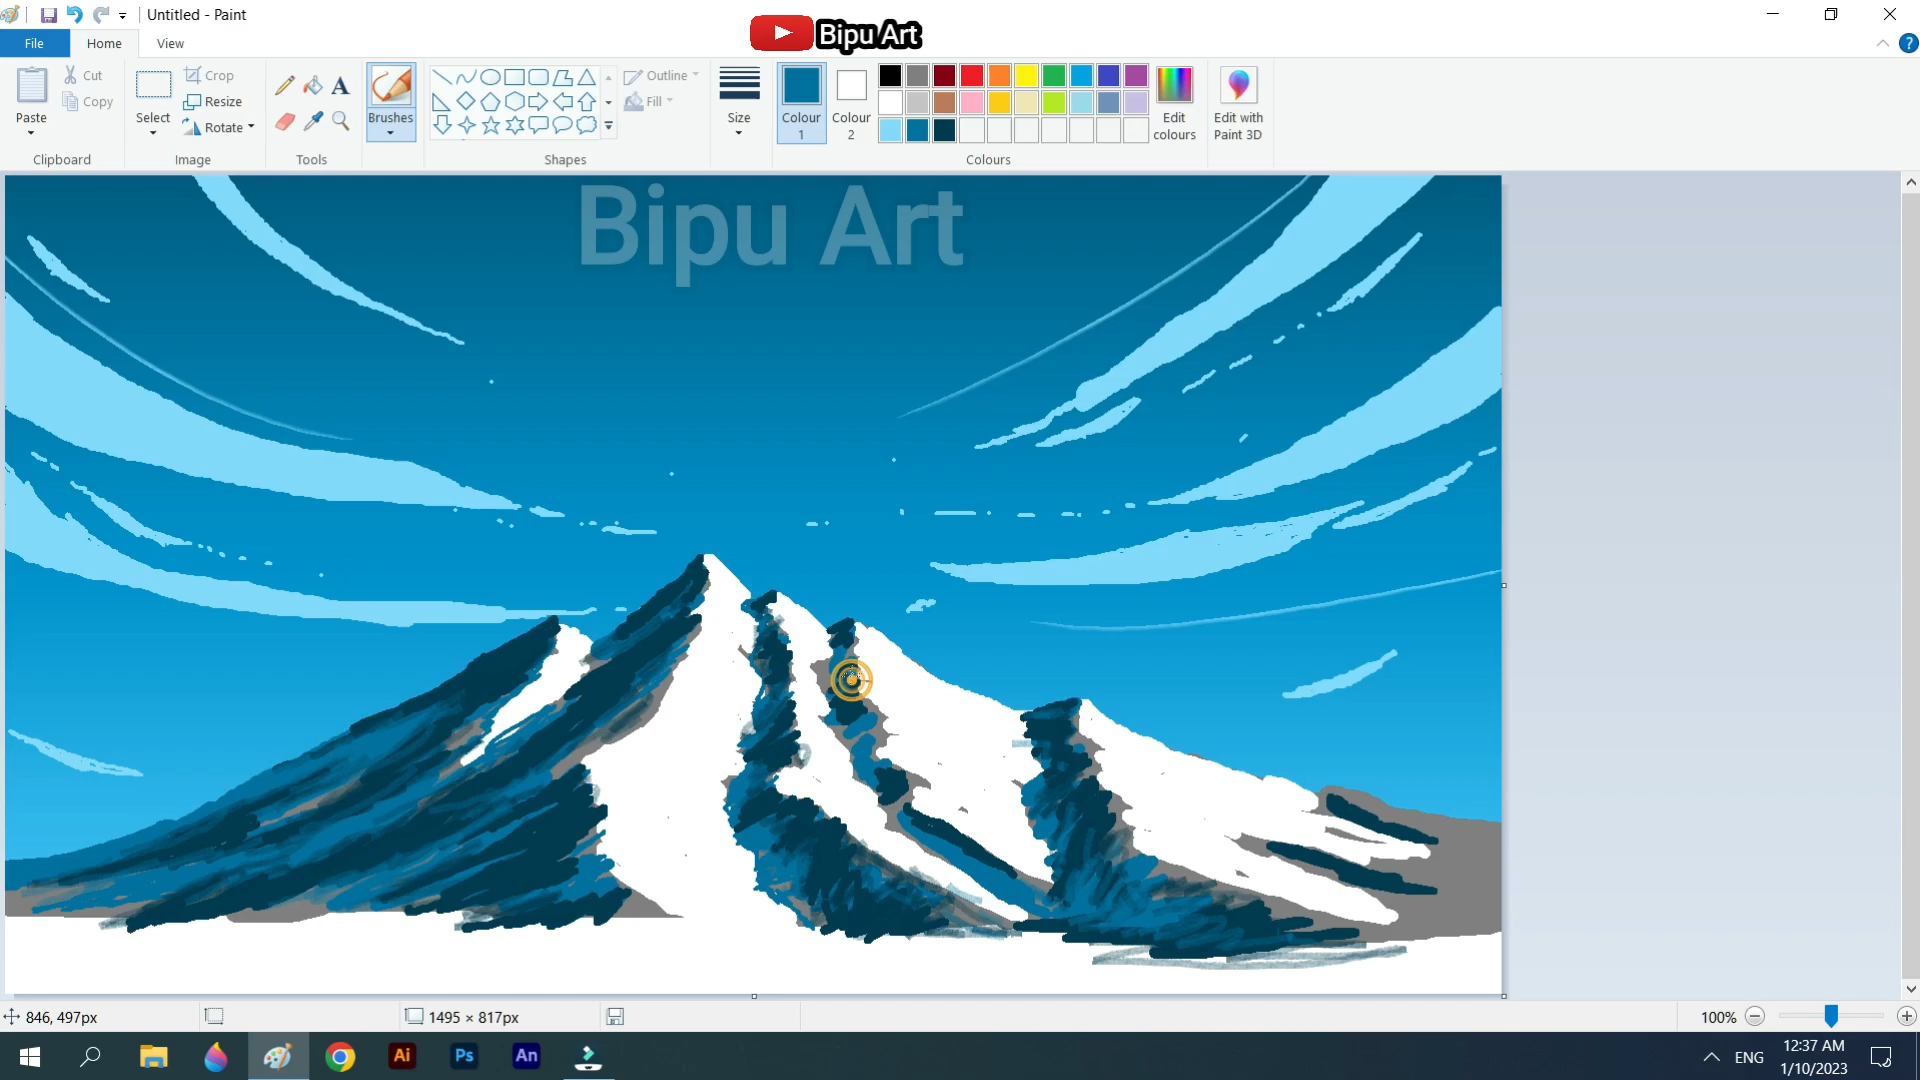 Untitled - Paint
Bipu Art
File
Home
View
Paste
Cut
Copy
Clipboard
Select
Crop
Resize
Rotate
Image
A
Tools
Brushes
Outline
Fill
Shapes
Size
Colour
1
Colour
2
Edit
colours
Colours
Edit with
Paint 3D
?
Bipu Art
846, 497px
1495 × 817px
100%
Ai
Ps
An
ENG
12:37 AM
1/10/2023